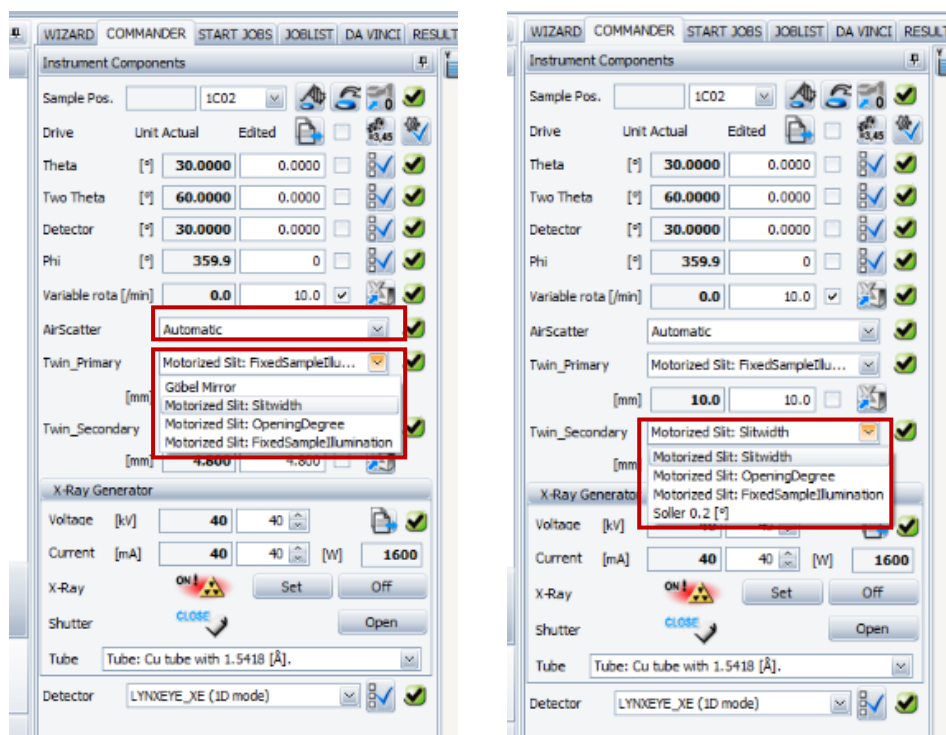 WIZARD COMMANDER START JOBS JOBLIST DA VINCI RESULT
Instrument Components
Sample Pos. 1C02
Drive Unit Actual Edited
Theta [°] 30.0000 0.0000
Two Theta [°] 60.0000 0.0000
Detector [°] 30.0000 0.0000
Phi [°] 359.9 0
Variable rota [/min] 0.0 10.0
AirScatter Automatic
Twin_Primary Motorized Slit: FixedSampleIllu...
Göbel Mirror
[mm] Motorized Slit: Slitwidth
Motorized Slit: OpeningDegree
Twin_Secondary Motorized Slit: FixedSampleIllumination
[mm] 4.800 4.800
X-Ray Generator
Voltage [kV] 40 40
Current [mA] 40 40 [W] 1600
X-Ray ON! Set Off
Shutter CLOSE Open
Tube Tube: Cu tube with 1.5418 [Å].
Detector LYNXEYE_XE (1D mode)
WIZARD COMMANDER START JOBS JOBLIST DA VINCI RESUL
Instrument Components
Sample Pos. 1C02
Drive Unit Actual Edited
Theta [°] 30.0000 0.0000
Two Theta [°] 60.0000 0.0000
Detector [°] 30.0000 0.0000
Phi [°] 359.9 0
Variable rota [/min] 0.0 10.0
AirScatter Automatic
Twin_Primary Motorized Slit: FixedSampleIllu...
[mm] 10.0 10.0
Twin_Secondary Motorized Slit: Slitwidth
[mm Motorized Slit: Slitwidth
Motorized Slit: OpeningDegree
X-Ray Generato Motorized Slit: FixedSampleIllumination
Soller 0.2 [°]
Voltage [kV]
Current [mA] 40 40 [W] 1600
X-Ray ON! Set Off
Shutter CLOSE Open
Tube Tube: Cu tube with 1.5418 [Å].
Detector LYNXEYE_XE (1D mode)